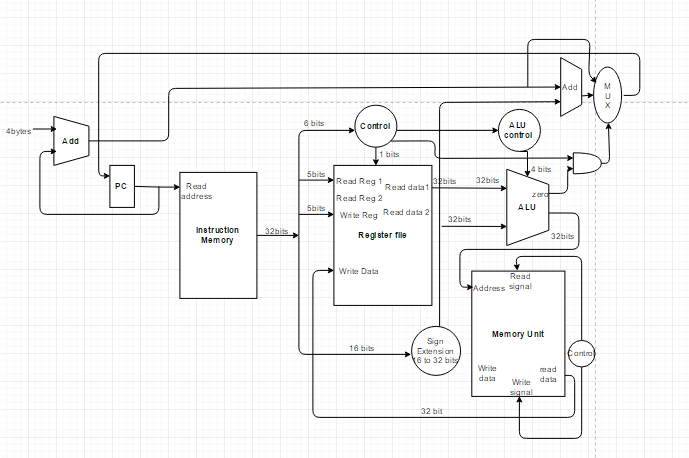 Add
M
U
X
4bytes
Add
6 bits
Control
ALU
control
1 bits
4 bits
PC
Read
address
5bits
Read Reg 1
Read data1
32bits
32bits
zero
Read Reg 2
5bits
Write Reg
Read data 2
32bits
ALU
Instruction
Memory
32bits
Register file
32bits
Write Data
Read
signal
Address
Memory Unit
Sign
Extension
16 to 32 bits
16 bits
Control
Write
data
read
data
Write
signal
32 bit